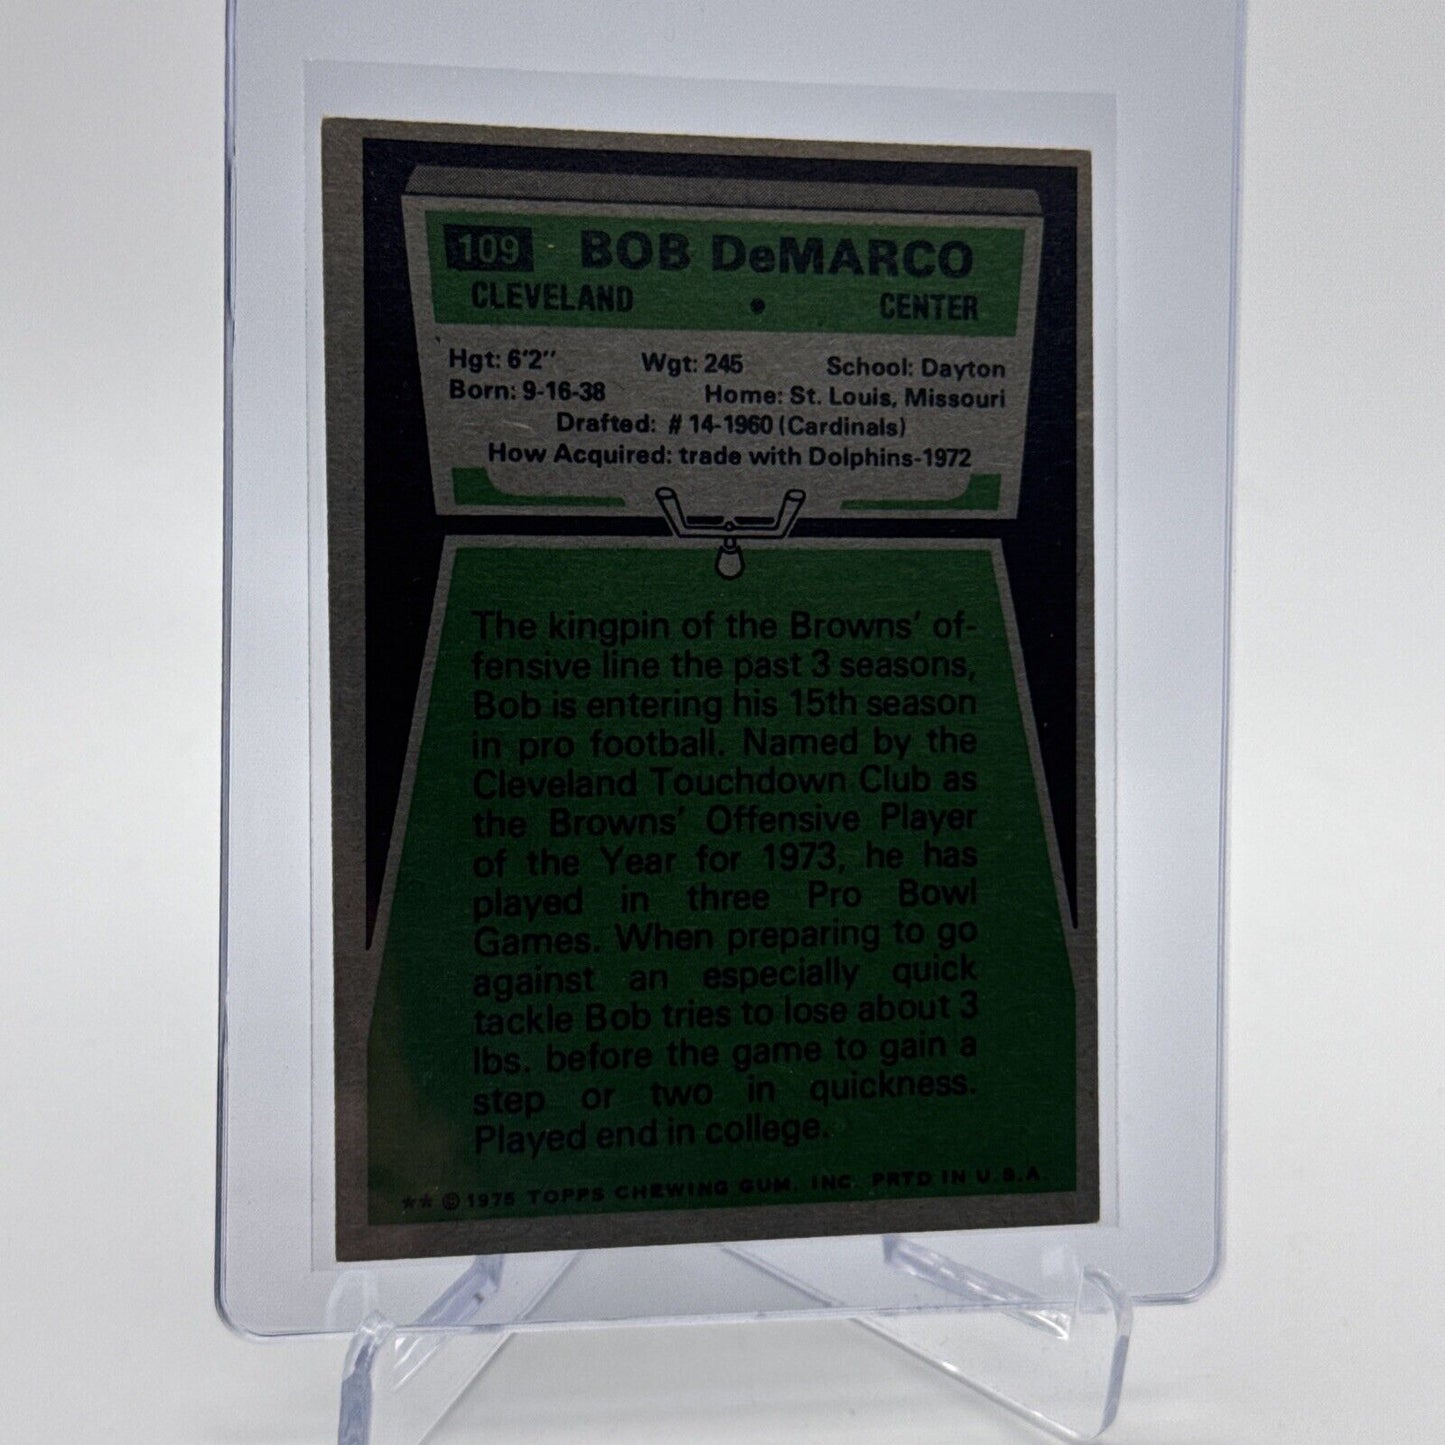 109 BOB DeMARCO
CLEVELAND • CENTER
Hgt: 6'2" Wgt: 245 School: Dayton
Born: 9-16-38 Home: St. Louis, Missouri
Drafted: # 14-1960 (Cardinals)
How Acquired: trade with Dolphins-1972
The kingpin of the Browns' of-
fensive line the past 3 seasons,
Bob is entering his 15th season
in pro football. Named by the
Cleveland Touchdown Club as
the Browns' Offensive Player
of the Year for 1973, he has
played in three Pro Bowl
Games. When preparing to go
against an especially quick
tackle Bob tries to lose about 3
lbs. before the game to gain a
step or two in quickness.
Played end in college.
** © 1975 TOPPS CHEWING GUM, INC. PRTD IN U.S.A.